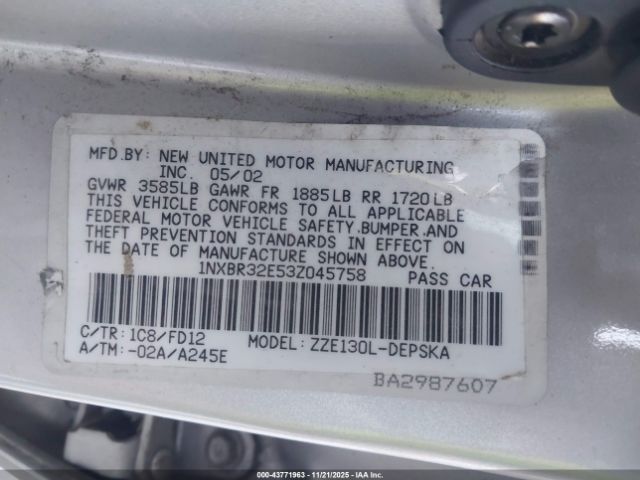 MFD.BY: NEW UNITED MOTOR MANUFACTURING
INC. 05/02
GVWR 3585LB GAWR FR 1885LB RR 1720LB
THIS VEHICLE CONFORMS TO ALL APPLICABLE
FEDERAL MOTOR VEHICLE SAFETY,BUMPER,AND
THEFT PREVENTION STANDARDS IN EFFECT ON
THE DATE OF MANUFACTURE SHOWN ABOVE.
1NXBR32E53Z045758 PASS CAR
C/TR: 1C8/FD12 MODEL: ZZE130L-DEPSKA
A/TM: -02A/A245E
BA2987607
000-43771963 - 11/21/2025 - IAAI.COM